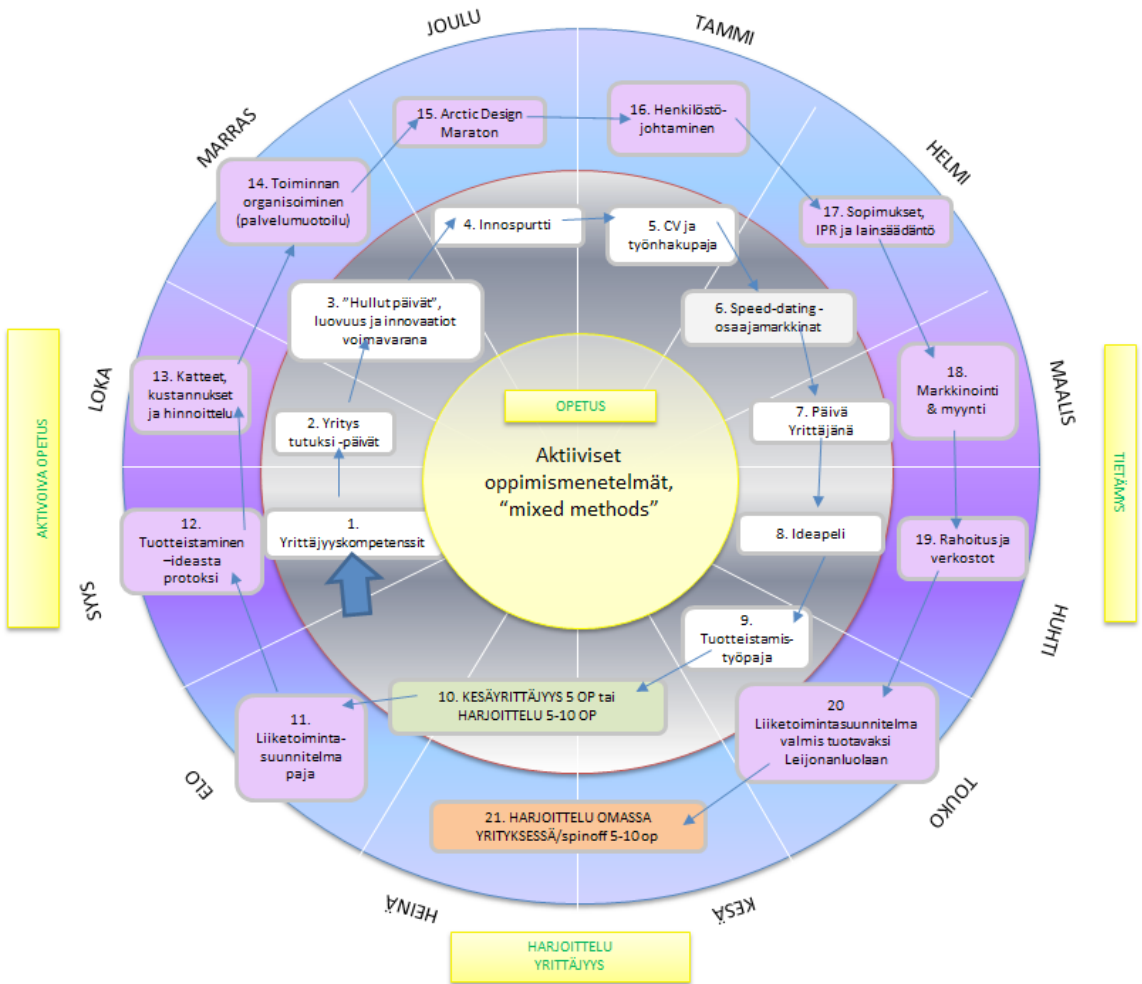 JOULU
TAMMI
MARRAS
HELMI
LOKA
MAALIS
SYYS
HUHTI
ELO
TOUKO
HEINÄ
KESÄ
AKTIVOIVA OPETUS
TIETÄMYS
HARJOITTELU
YRITTÄJYYS
OPETUS
Aktiiviset
oppimismenetelmät,
“mixed methods”
1.
Yrittäjyyskompetenssit
2. Yritys
tutuksi -päivät
3. ”Hullut päivät”,
luovuus ja innovaatiot
voimavarana
4. Innospurtti
5. CV ja
työnhakupaja
6. Speed-dating -
osaajamarkkinat
7. Päivä
Yrittäjänä
8. Ideapeli
9.
Tuotteistamis-
työpaja
10. KESÄYRITTÄJYYS 5 OP tai
HARJOITTELU 5-10 OP
11.
Liiketoiminta-
suunnitelma
paja
12.
Tuotteistaminen
–ideasta
protoksi
13. Katteet,
kustannukset
ja hinnoittelu
14. Toiminnan
organisoiminen
(palvelumuotoilu)
15. Arctic Design
Maraton
16. Henkilöstö-
johtaminen
17. Sopimukset,
IPR ja lainsäädäntö
18.
Markkinointi
& myynti
19. Rahoitus ja
verkostot
20
Liiketoimintasuunnitelma
valmis tuotavaksi
Leijonanluolaan
21. HARJOITTELU OMASSA
YRITYKSESSÄ/spinoff 5-10 op